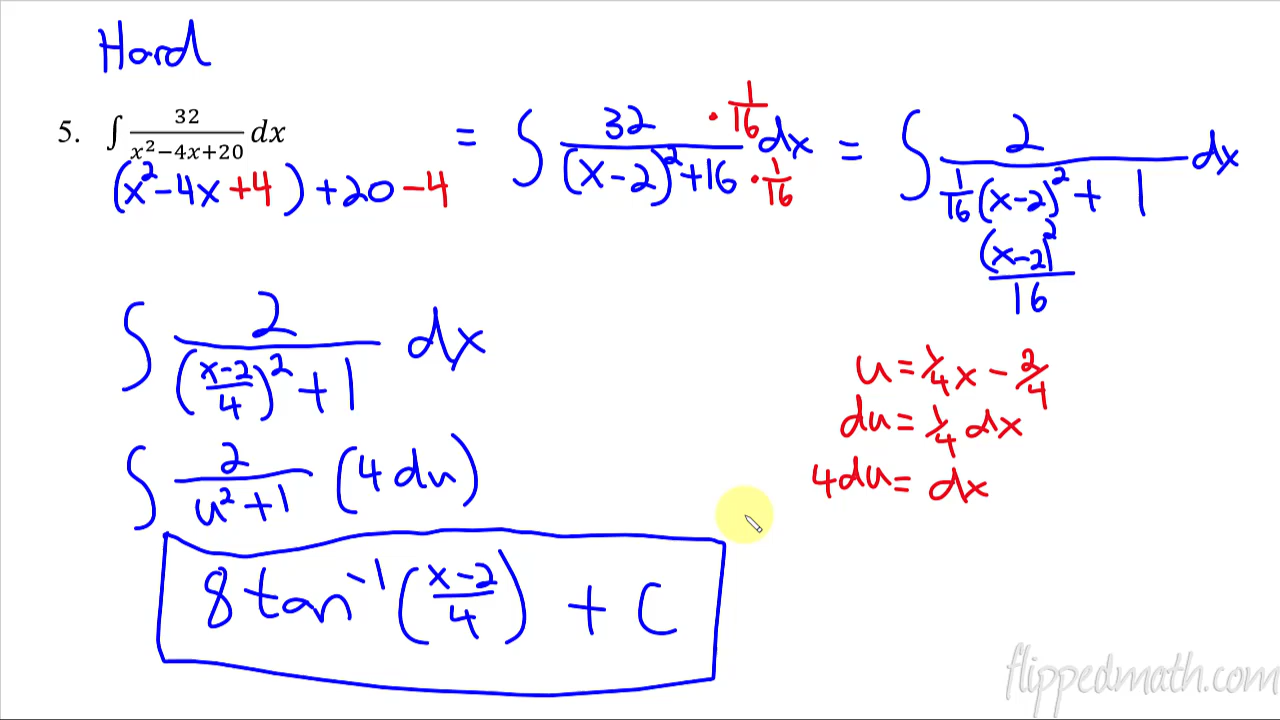 Hard
5. ∫ 32/(x²−4x+20) dx = ∫ 32/((x−2)²+16) · 1/16 / · 1/16 dx = ∫ 2/(1/16 (x−2)² + 1) dx
(x²−4x+4)+20−4
(x−2)²/16
∫ 2/(((x−2)/4)² + 1) dx
∫ 2/(u²+1) (4du)
8 tan⁻¹((x−2)/4) + C
u = 1/4 x − 2/4
du = 1/4 dx
4du = dx
flippedmath.com